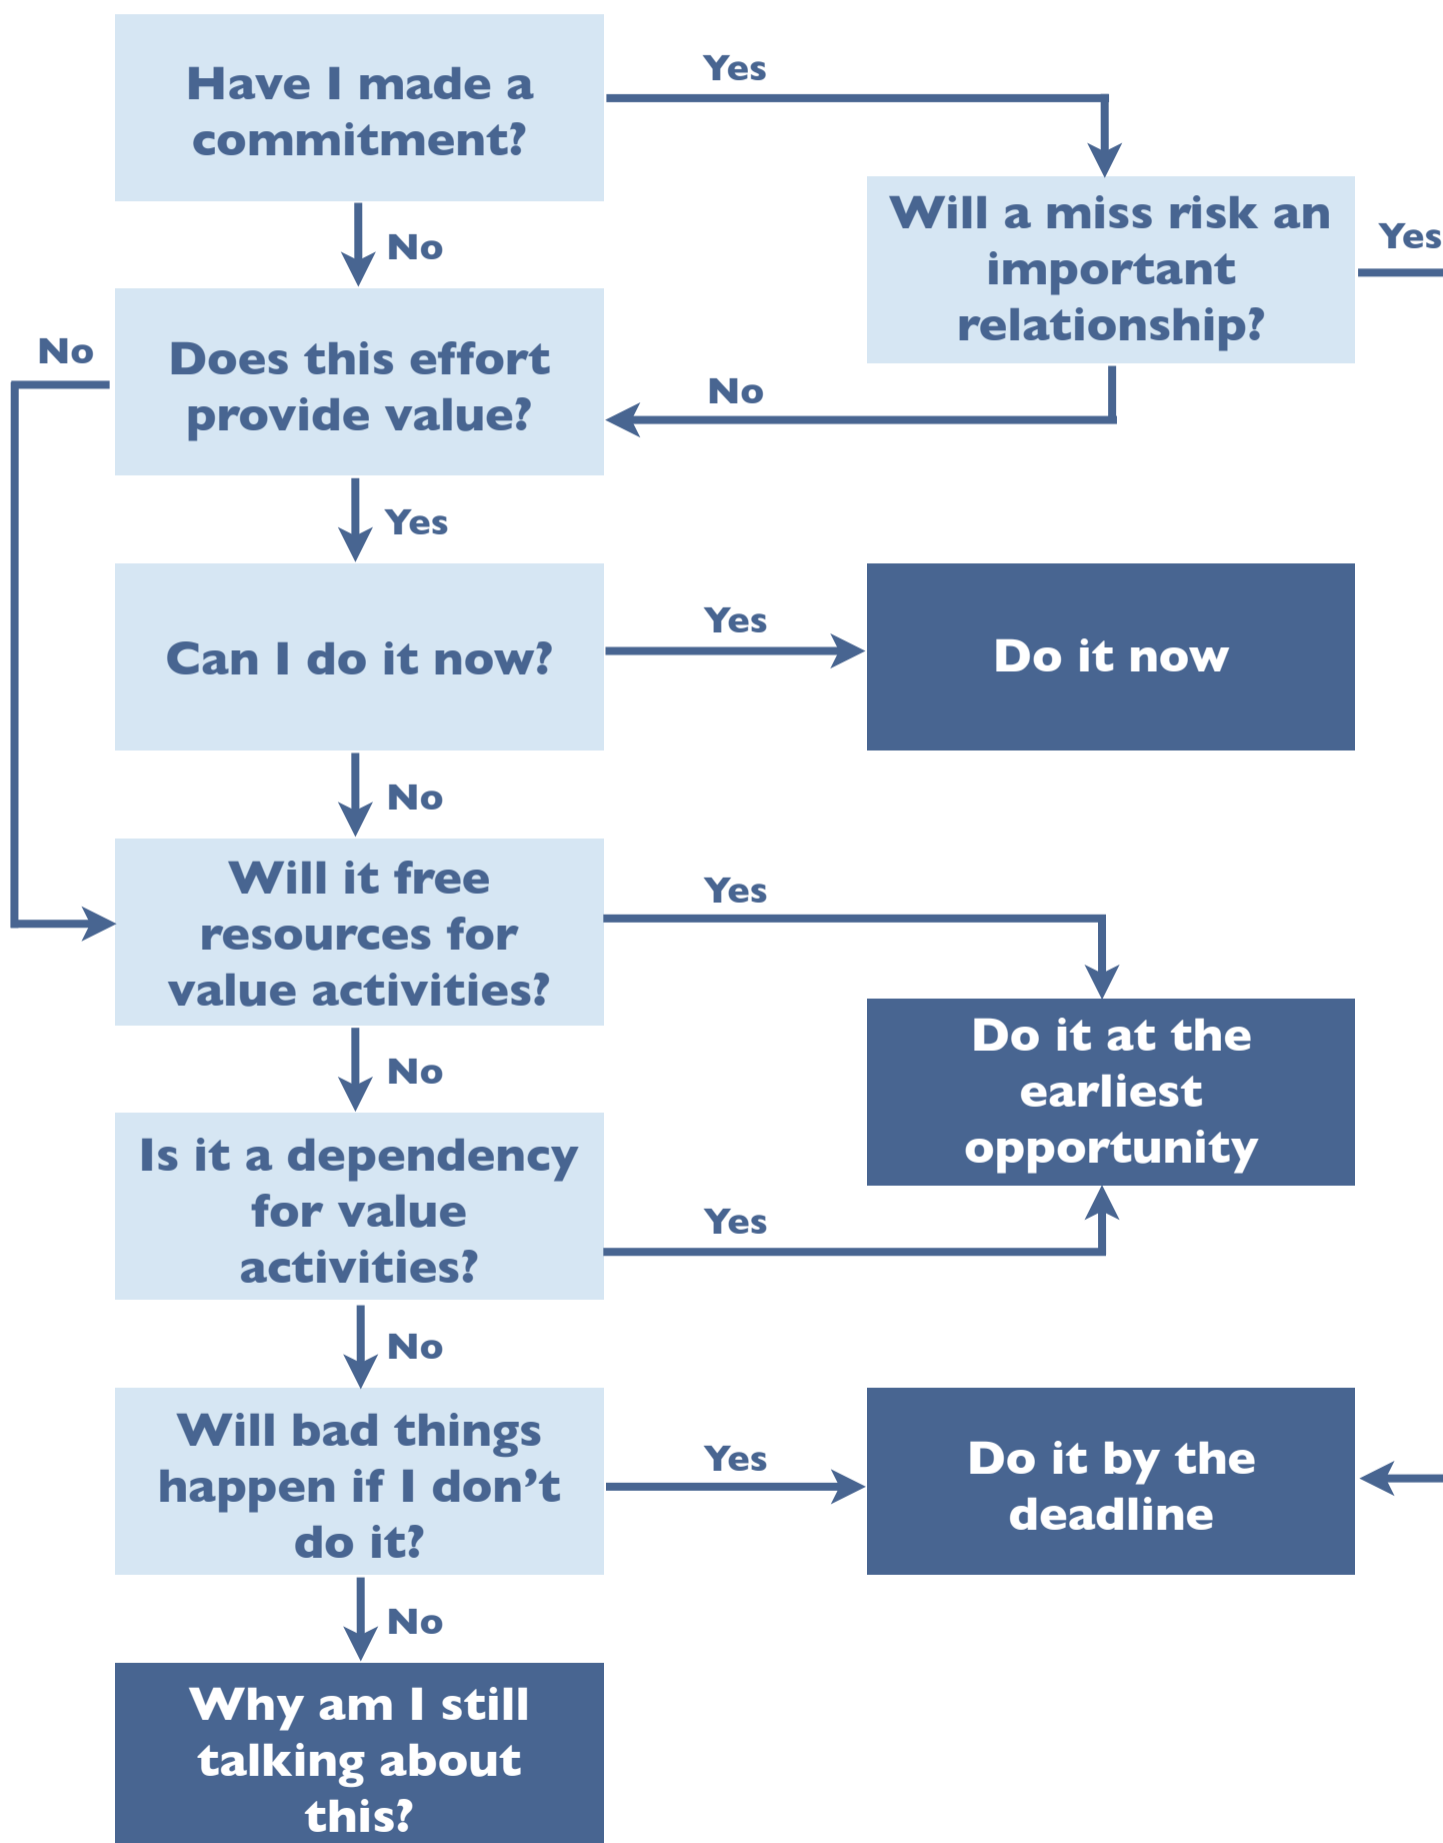 Have I made a
commitment?
Yes
Will a miss risk an
important
relationship?
Yes
No
Does this effort
provide value?
No
No
Yes
Can I do it now?
Yes
Do it now
No
Will it free
resources for
value activities?
Yes
Do it at the
earliest
opportunity
No
Is it a dependency
for value
activities?
Yes
No
Will bad things
happen if I don’t
do it?
Yes
Do it by the
deadline
No
Why am I still
talking about
this?